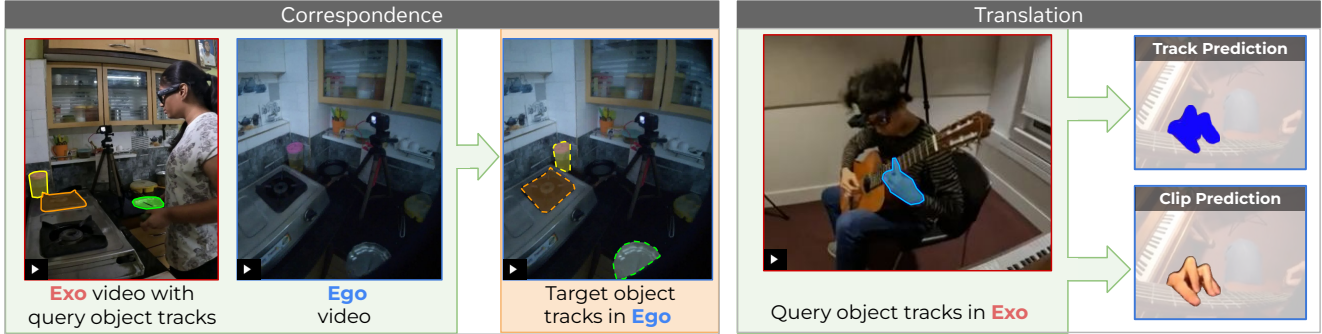 Correspondence
Exo video with
query object tracks
Ego
video
Target object
tracks in Ego
Translation
Query object tracks in Exo
Track Prediction
Clip Prediction